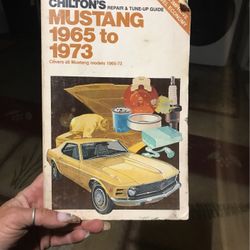 CHILTON'S
REPAIR & TUNE-UP GUIDE
MUSTANG
1965 to
1973
Covers all Mustang models 1965-73